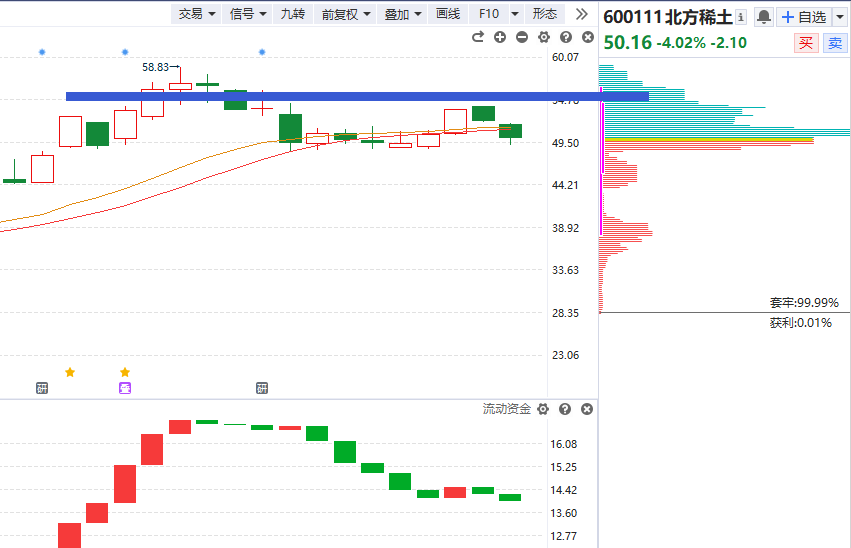 交易 信号 九转 前复权 叠加 画线 F10 形态
600111 北方稀土
自选
50.16 -4.02% -2.10
买 卖
58.83
60.07
49.50
44.21
38.92
33.63
28.35
23.06
套牢:99.99%
获利:0.01%
研 研
流动资金
16.08
15.25
14.42
13.60
12.77